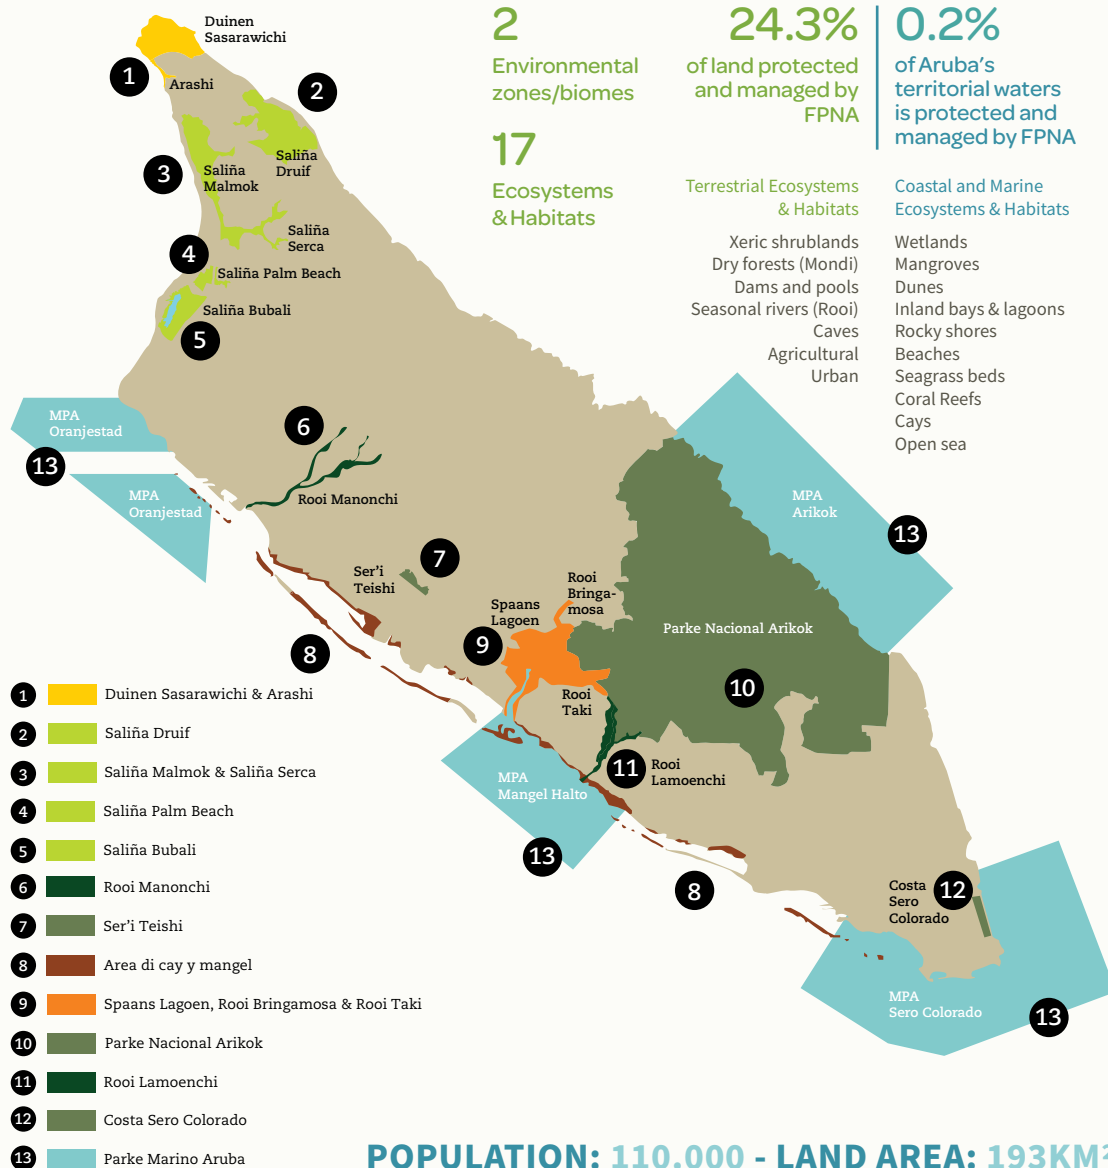 2
Environmental
zones/biomes
17
Ecosystems
& Habitats
24.3%
of land protected
and managed by
FPNA
0.2%
of Aruba's
territorial waters
is protected and
managed by FPNA
Terrestrial Ecosystems
& Habitats
Xeric shrublands
Dry forests (Mondi)
Dams and pools
Seasonal rivers (Rooi)
Caves
Agricultural
Urban
Coastal and Marine
Ecosystems & Habitats
Wetlands
Mangroves
Dunes
Inland bays & lagoons
Rocky shores
Beaches
Seagrass beds
Coral Reefs
Cays
Open sea
Duinen
Sasarawichi
1
Arashi
2
Saliña
Druif
3
Saliña
Malmok
Saliña
Serca
4
Saliña Palm Beach
Saliña Bubali
5
MPA
Oranjestad
13
MPA
Oranjestad
6
Rooi Manonchi
MPA
Arikok
13
7
Ser'i
Teishi
Rooi
Bringa-
mosa
Spaans
Lagoen
9
Parke Nacional Arikok
8
10
Rooi
Taki
11
Rooi
Lamoenchi
MPA
Mangel Halto
13
8
Costa
Sero
Colorado
12
MPA
Sero Colorado
13
1 Duinen Sasarawichi & Arashi
2 Saliña Druif
3 Saliña Malmok & Saliña Serca
4 Saliña Palm Beach
5 Saliña Bubali
6 Rooi Manonchi
7 Ser'i Teishi
8 Area di cay y mangel
9 Spaans Lagoen, Rooi Bringamosa & Rooi Taki
10 Parke Nacional Arikok
11 Rooi Lamoenchi
12 Costa Sero Colorado
13 Parke Marino Aruba
POPULATION: 110.000 - LAND AREA: 193KM²